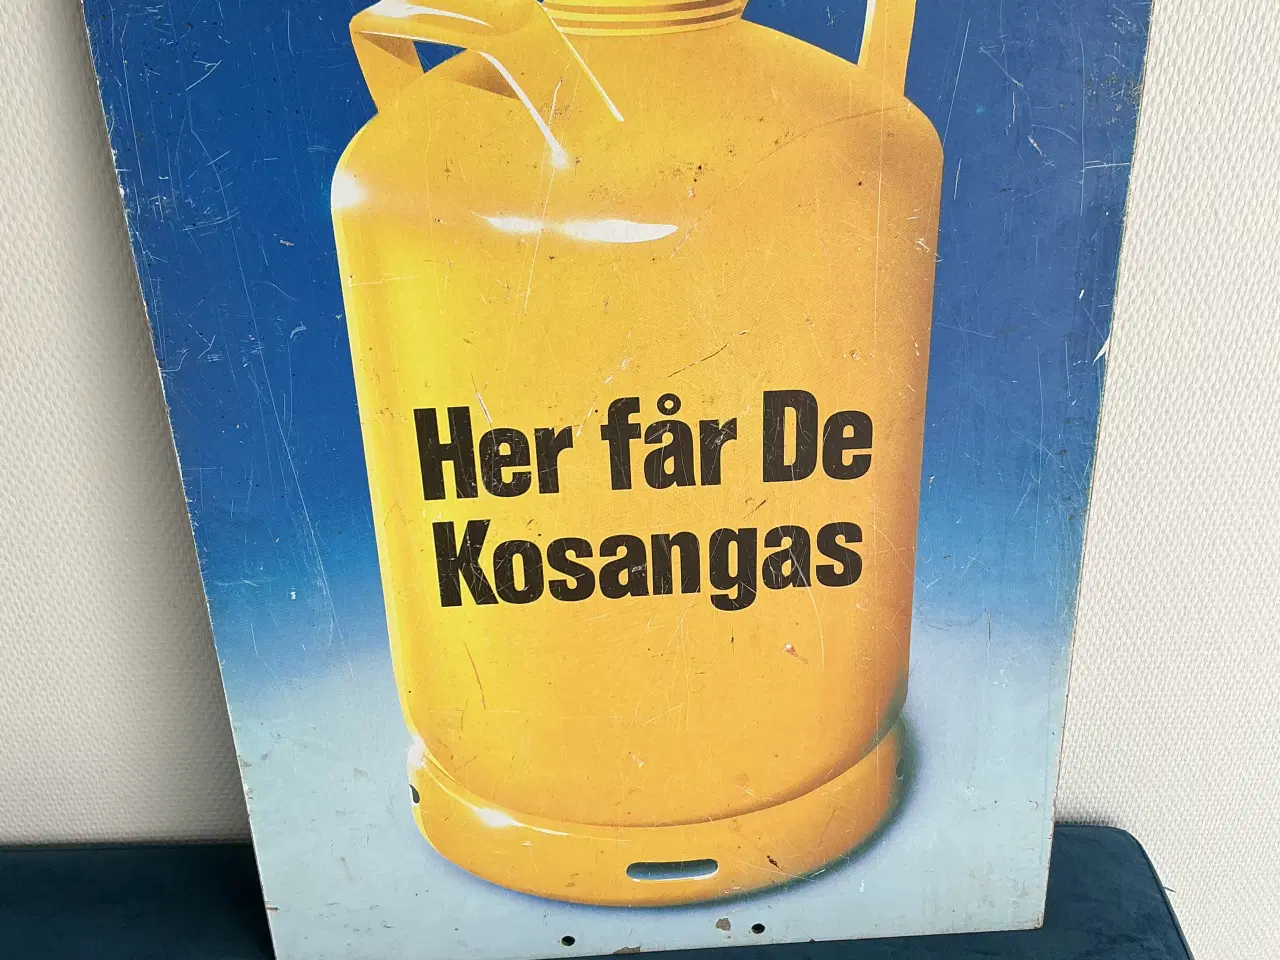 Her får De
Kosangas